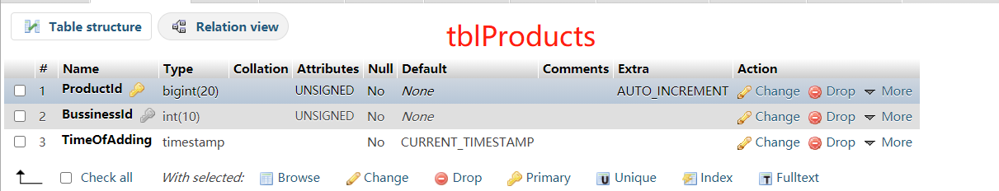 Table structure Relation view
tblProducts
# Name Type Collation Attributes Null Default Comments Extra Action
1 ProductId bigint(20) UNSIGNED No None AUTO_INCREMENT Change Drop More
2 BussinessId int(10) UNSIGNED No None Change Drop More
3 TimeOfAdding timestamp No CURRENT_TIMESTAMP Change Drop More
Check all With selected: Browse Change Drop Primary U Unique Index T Fulltext